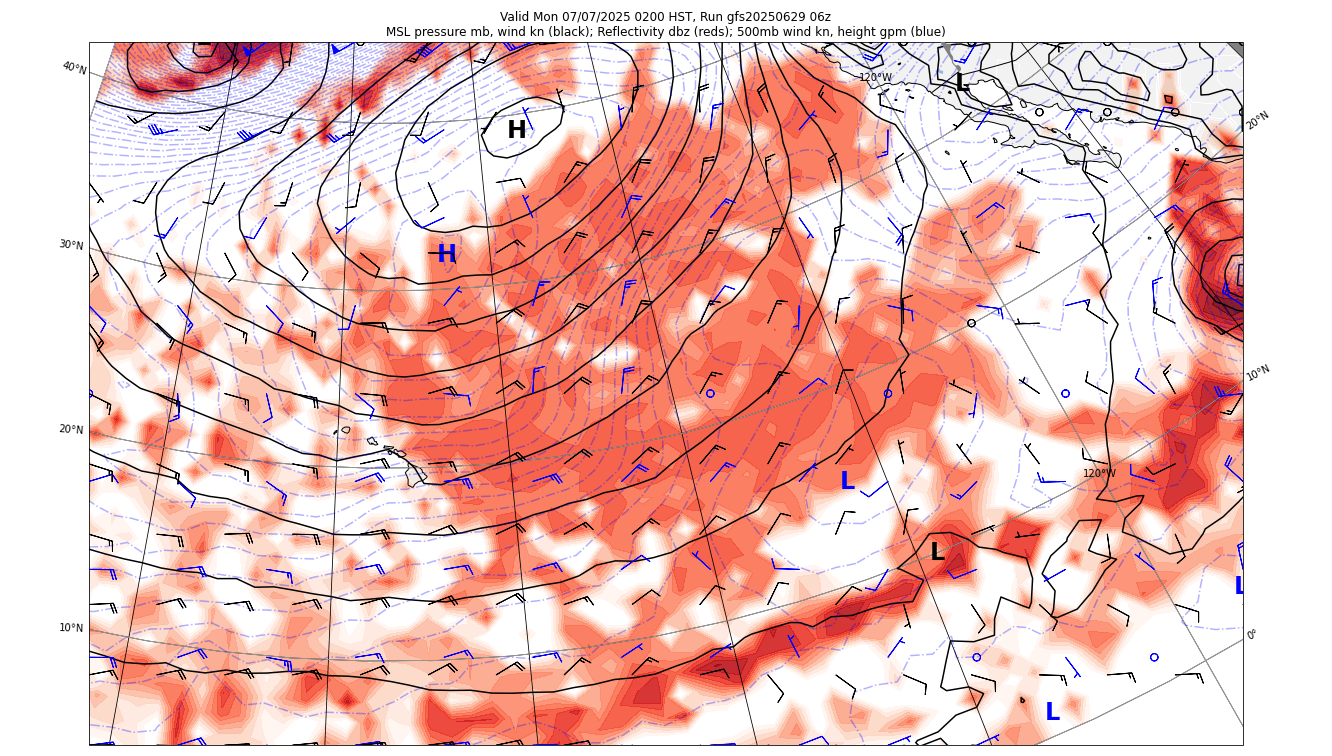 Valid Mon 07/07/2025 0200 HST, Run gfs20250629 06z
MSL pressure mb, wind kn (black); Reflectivity dbz (reds); 500mb wind kn, height gpm (blue)
40°N
120°W
L
H
20°N
30°N
H
10°N
20°N
120°W
L
L
L
10°N
0°
L